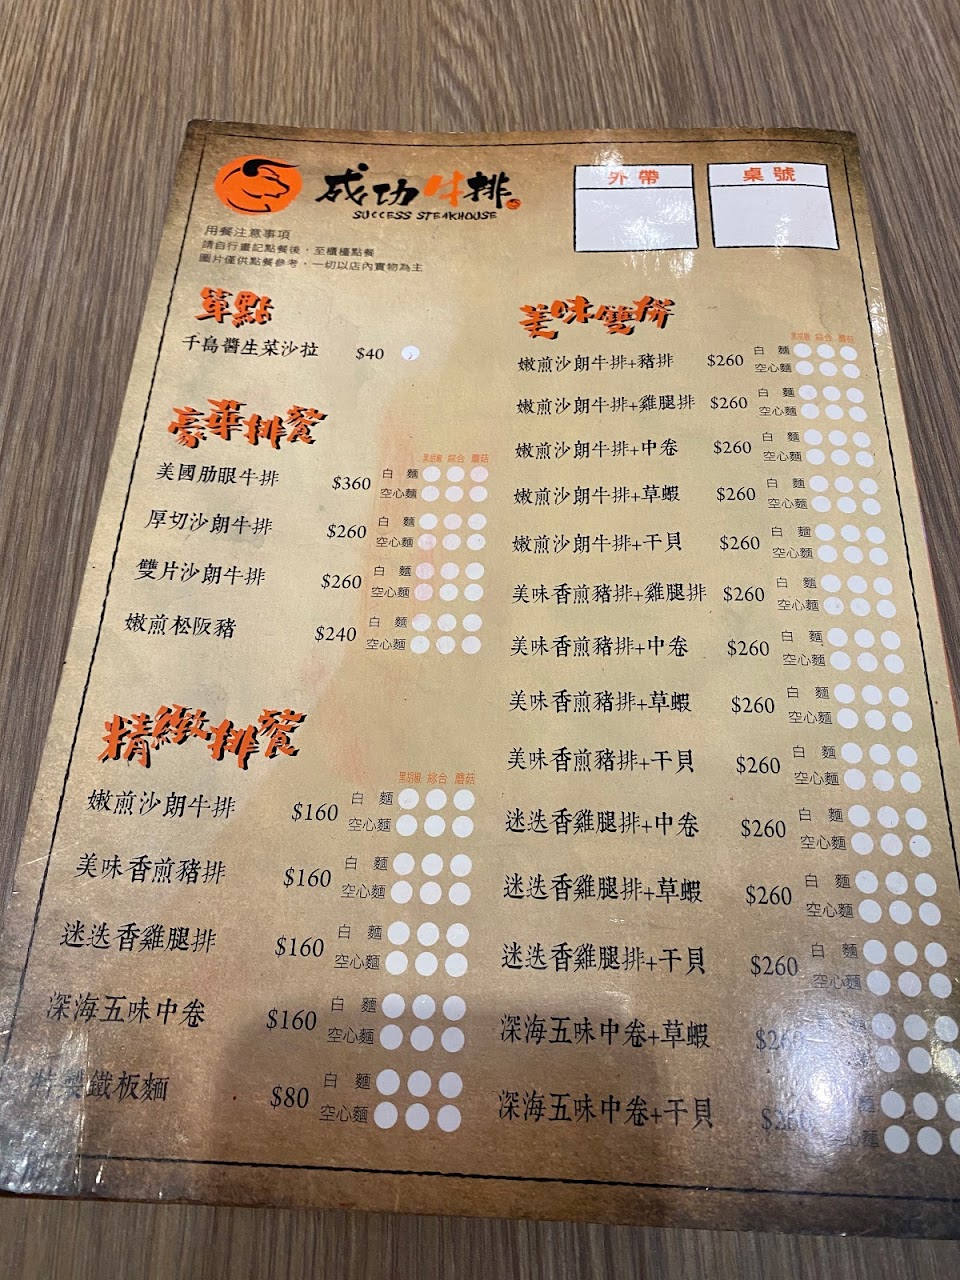 成功牛排
SUCCESS STEAKHOUSE
外帶
桌號
用餐注意事項
請自行畫記點餐後，至櫃檯點餐
圖片僅供點餐參考，一切以店內實物為主
單點
千島醬生菜沙拉 $40
豪華排餐
黑胡椒 綜合 蘑菇
美國肋眼牛排 $360 白麵
空心麵
厚切沙朗牛排 $260 白麵
空心麵
雙片沙朗牛排 $260 白麵
空心麵
嫩煎松阪豬 $240 白麵
空心麵
精緻排餐
黑胡椒 綜合 蘑菇
嫩煎沙朗牛排 $160 白麵
空心麵
美味香煎豬排 $160 白麵
空心麵
迷迭香雞腿排 $160 白麵
空心麵
深海五味中卷 $160 白麵
空心麵
特製鐵板麵 $80 白麵
空心麵
美味雙拼
黑胡椒 綜合 蘑菇
嫩煎沙朗牛排+豬排 $260 白麵
空心麵
嫩煎沙朗牛排+雞腿排 $260 白麵
空心麵
嫩煎沙朗牛排+中卷 $260 白麵
空心麵
嫩煎沙朗牛排+草蝦 $260 白麵
空心麵
嫩煎沙朗牛排+干貝 $260 白麵
空心麵
美味香煎豬排+雞腿排 $260 白麵
空心麵
美味香煎豬排+中卷 $260 白麵
空心麵
美味香煎豬排+草蝦 $260 白麵
空心麵
美味香煎豬排+干貝 $260 白麵
空心麵
迷迭香雞腿排+中卷 $260 白麵
空心麵
迷迭香雞腿排+草蝦 $260 白麵
空心麵
迷迭香雞腿排+干貝 $260 白麵
空心麵
深海五味中卷+草蝦 $260 白麵
空心麵
深海五味中卷+干貝 $260 白麵
空心麵